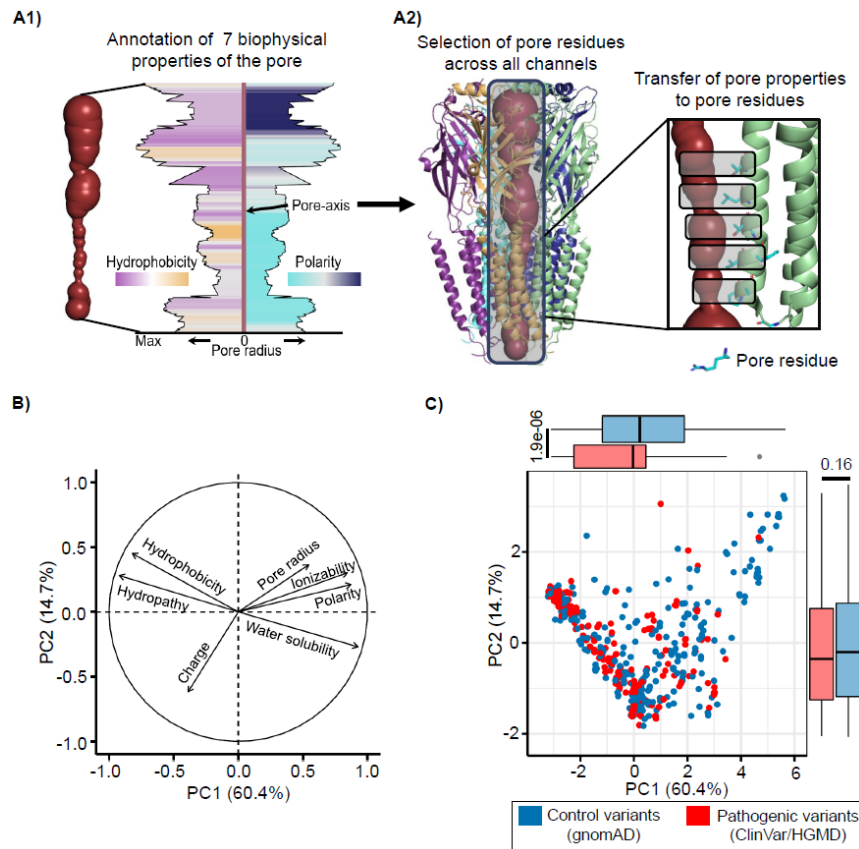 A1)
Annotation of 7 biophysical
properties of the pore
Pore-axis
Hydrophobicity
Polarity
Max
0
Pore radius
A2)
Selection of pore residues
across all channels
Transfer of pore properties
to pore residues
Pore residue
B)
1.0
0.5
0.0
-0.5
-1.0
PC2 (14.7%)
Hydrophobicity
Hydropathy
Pore radius
Ionizability
Polarity
Water solubility
Charge
-1.0
-0.5
0.0
0.5
1.0
PC1 (60.4%)
C)
1.9e-06
0.16
2
0
-2
PC2 (14.7%)
-2
0
2
4
6
PC1 (60.4%)
Control variants
(gnomAD)
Pathogenic variants
(ClinVar/HGMD)